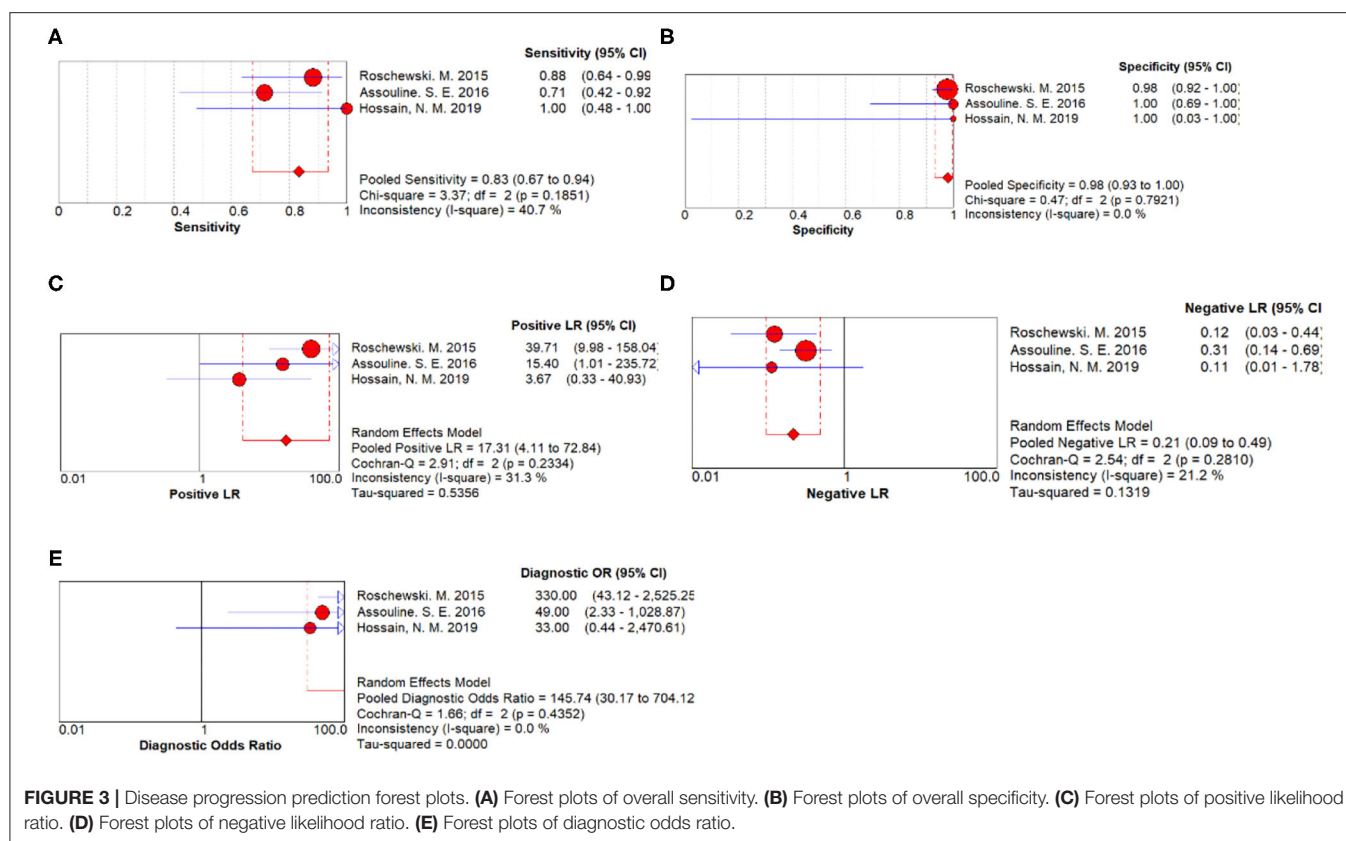 A
Sensitivity (95% CI)
Roschewski. M. 2015 0.88 (0.64 - 0.99
Assouline. S. E. 2016 0.71 (0.42 - 0.92
Hossain, N. M. 2019 1.00 (0.48 - 1.00
Pooled Sensitivity = 0.83 (0.67 to 0.94)
Chi-square = 3.37; df = 2 (p = 0.1851)
Inconsistency (I-square) = 40.7 %
0 0.2 0.4 0.6 0.8 1
Sensitivity
B
Specificity (95% CI)
Roschewski. M. 2015 0.98 (0.92 - 1.00
Assouline. S. E. 2016 1.00 (0.69 - 1.00
Hossain, N. M. 2019 1.00 (0.03 - 1.00
Pooled Specificity = 0.98 (0.93 to 1.00)
Chi-square = 0.47; df = 2 (p = 0.7921)
Inconsistency (I-square) = 0.0 %
0 0.2 0.4 0.6 0.8 1
Specificity
C
Positive LR (95% CI)
Roschewski. M. 2015 39.71 (9.98 - 158.04)
Assouline. S. E. 2016 15.40 (1.01 - 235.72)
Hossain, N. M. 2019 3.67 (0.33 - 40.93)
Random Effects Model
Pooled Positive LR = 17.31 (4.11 to 72.84)
Cochran-Q = 2.91; df = 2 (p = 0.2334)
Inconsistency (I-square) = 31.3 %
Tau-squared = 0.5356
0.01 1 100.0
Positive LR
D
Negative LR (95% CI
Roschewski. M. 2015 0.12 (0.03 - 0.44)
Assouline. S. E. 2016 0.31 (0.14 - 0.69)
Hossain, N. M. 2019 0.11 (0.01 - 1.78)
Random Effects Model
Pooled Negative LR = 0.21 (0.09 to 0.49)
Cochran-Q = 2.54; df = 2 (p = 0.2810)
Inconsistency (I-square) = 21.2 %
Tau-squared = 0.1319
0.01 1 100.0
Negative LR
E
Diagnostic OR (95% CI)
Roschewski. M. 2015 330.00 (43.12 - 2,525.25
Assouline. S. E. 2016 49.00 (2.33 - 1,028.87
Hossain, N. M. 2019 33.00 (0.44 - 2,470.61
Random Effects Model
Pooled Diagnostic Odds Ratio = 145.74 (30.17 to 704.12
Cochran-Q = 1.66; df = 2 (p = 0.4352)
Inconsistency (I-square) = 0.0 %
Tau-squared = 0.0000
0.01 1 100.0
Diagnostic Odds Ratio
FIGURE 3 | Disease progression prediction forest plots. (A) Forest plots of overall sensitivity. (B) Forest plots of overall specificity. (C) Forest plots of positive likelihood
ratio. (D) Forest plots of negative likelihood ratio. (E) Forest plots of diagnostic odds ratio.